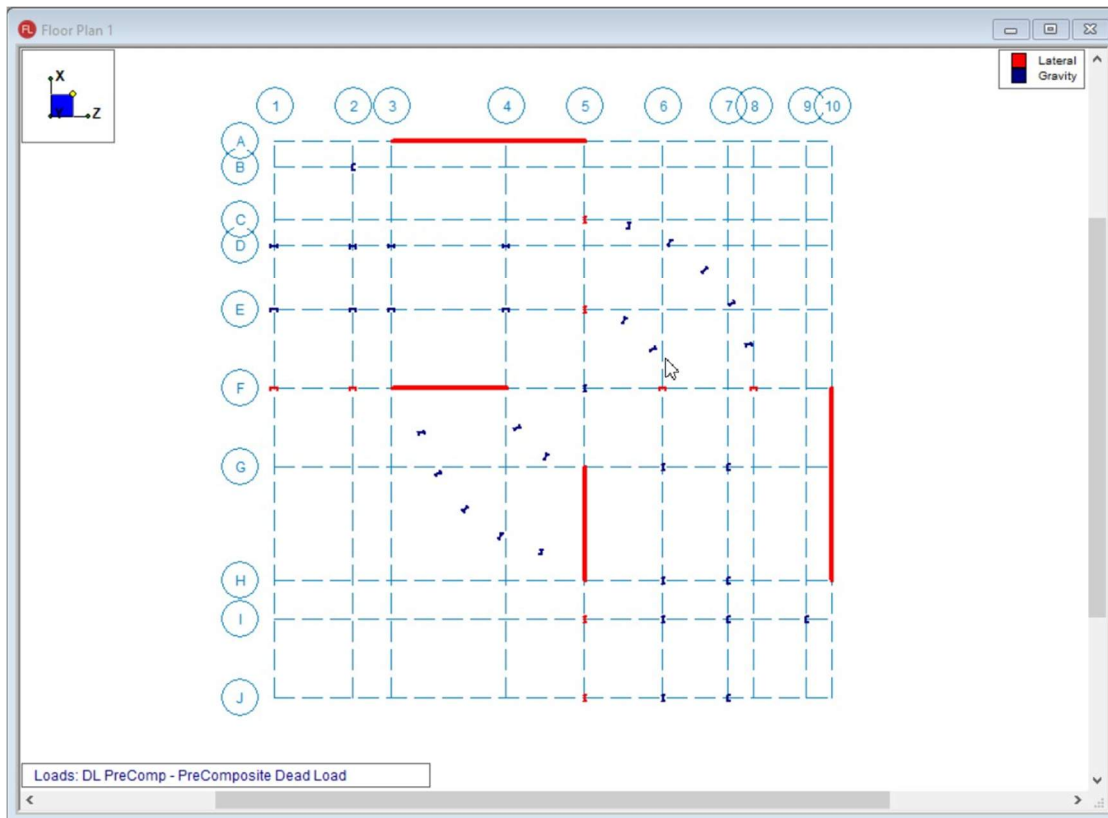 FL Floor Plan 1
X
Y Z
Lateral
Gravity
1 2 3 4 5 6 7 8 9 10
A
B
C
D
E
F
G
H
I
J
Loads: DL PreComp - PreComposite Dead Load